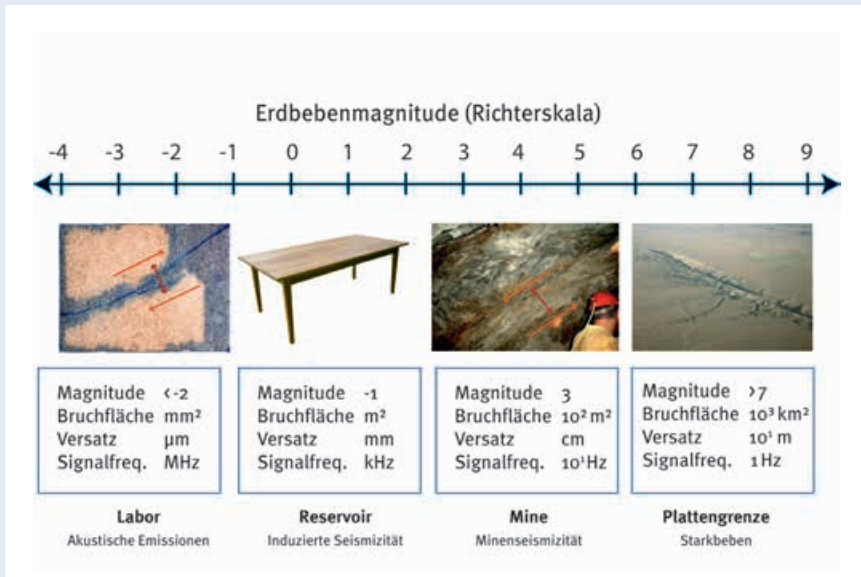 Erdbebenmagnitude (Richterskala)
-4 -3 -2 -1 0 1 2 3 4 5 6 7 8 9
Magnitude <-2
Bruchfläche mm²
Versatz µm
Signalfreq. MHz
Labor
Akustische Emissionen
Magnitude -1
Bruchfläche m²
Versatz mm
Signalfreq. kHz
Reservoir
Induzierte Seismizität
Magnitude 3
Bruchfläche 10² m²
Versatz cm
Signalfreq. 10¹ Hz
Mine
Minenseismizität
Magnitude >7
Bruchfläche 10³ km²
Versatz 10¹ m
Signalfreq. 1 Hz
Plattengrenze
Starkbeben